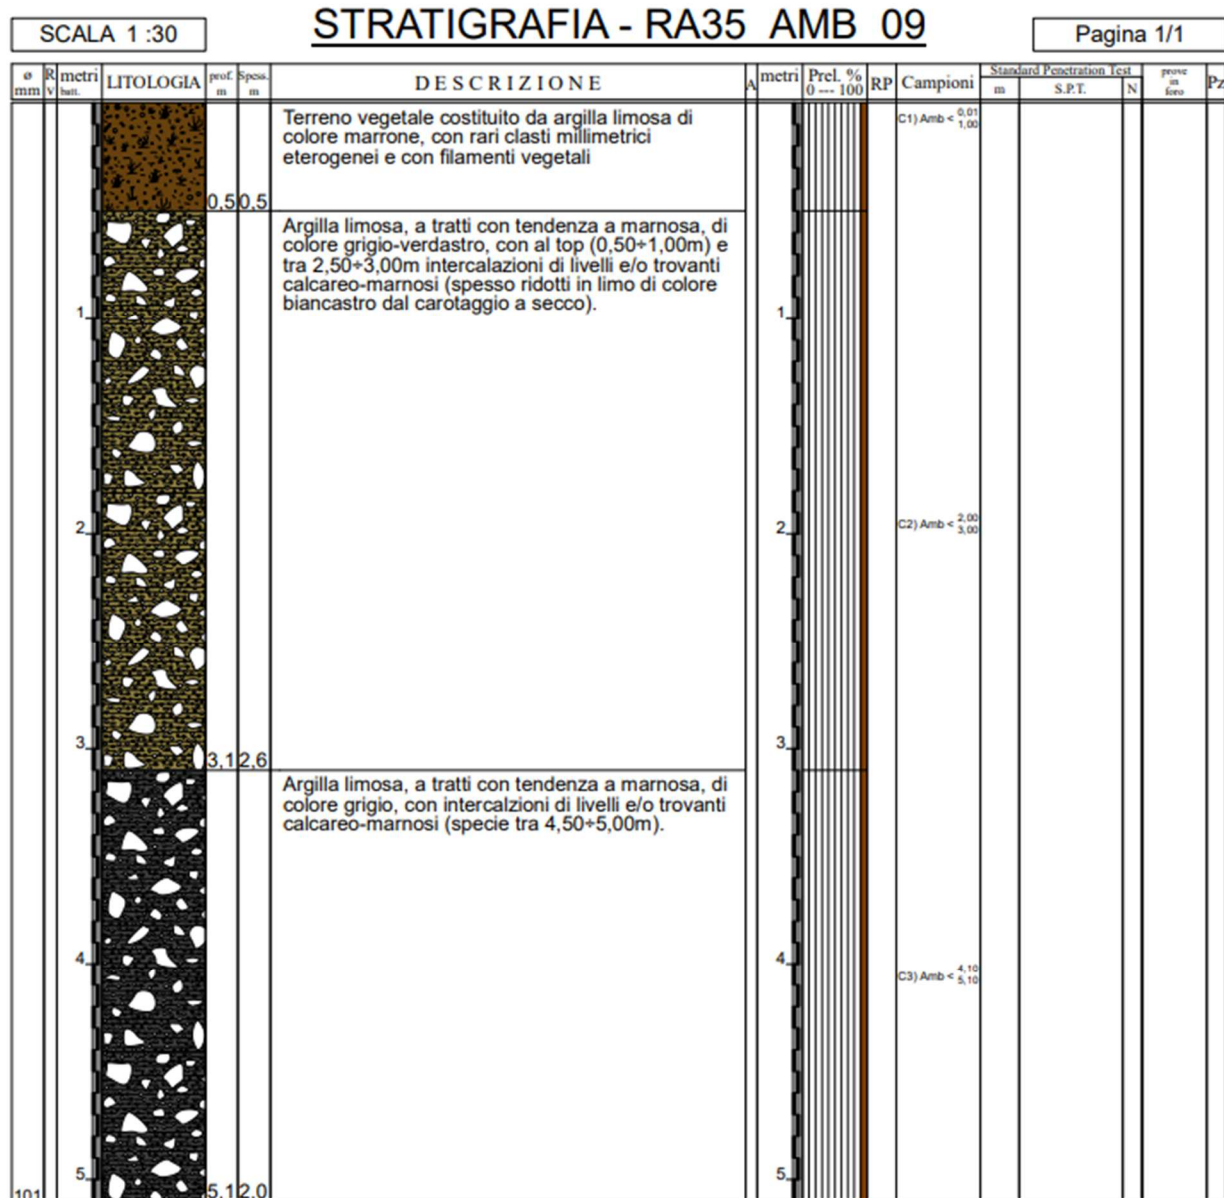 SCALA 1 :30
STRATIGRAFIA - RA35 AMB 09
Pagina 1/1
ø mm
R v
metri batt.
LITOLOGIA
prof. m
Spess. m
DESCRIZIONE
A
metri
Prel. % 0 --- 100
RP
Campioni
Standard Penetration Test
m
S.P.T.
N
prove in foro
Pz
Terreno vegetale costituito da argilla limosa di
colore marrone, con rari clasti millimetrici
eterogenei e con filamenti vegetali
C1) Amb < 0,01 1,00
0,5 0,5
Argilla limosa, a tratti con tendenza a marnosa, di
colore grigio-verdastro, con al top (0,50÷1,00m) e
tra 2,50÷3,00m intercalazioni di livelli e/o trovanti
calcareo-marnosi (spesso ridotti in limo di colore
biancastro dal carotaggio a secco).
1 1
2 2
C2) Amb < 2,00 3,00
3 3
3,1 2,6
Argilla limosa, a tratti con tendenza a marnosa, di
colore grigio, con intercalzioni di livelli e/o trovanti
calcareo-marnosi (specie tra 4,50÷5,00m).
4 4
C3) Amb < 4,10 5,10
5 5
101 5,1 2,0